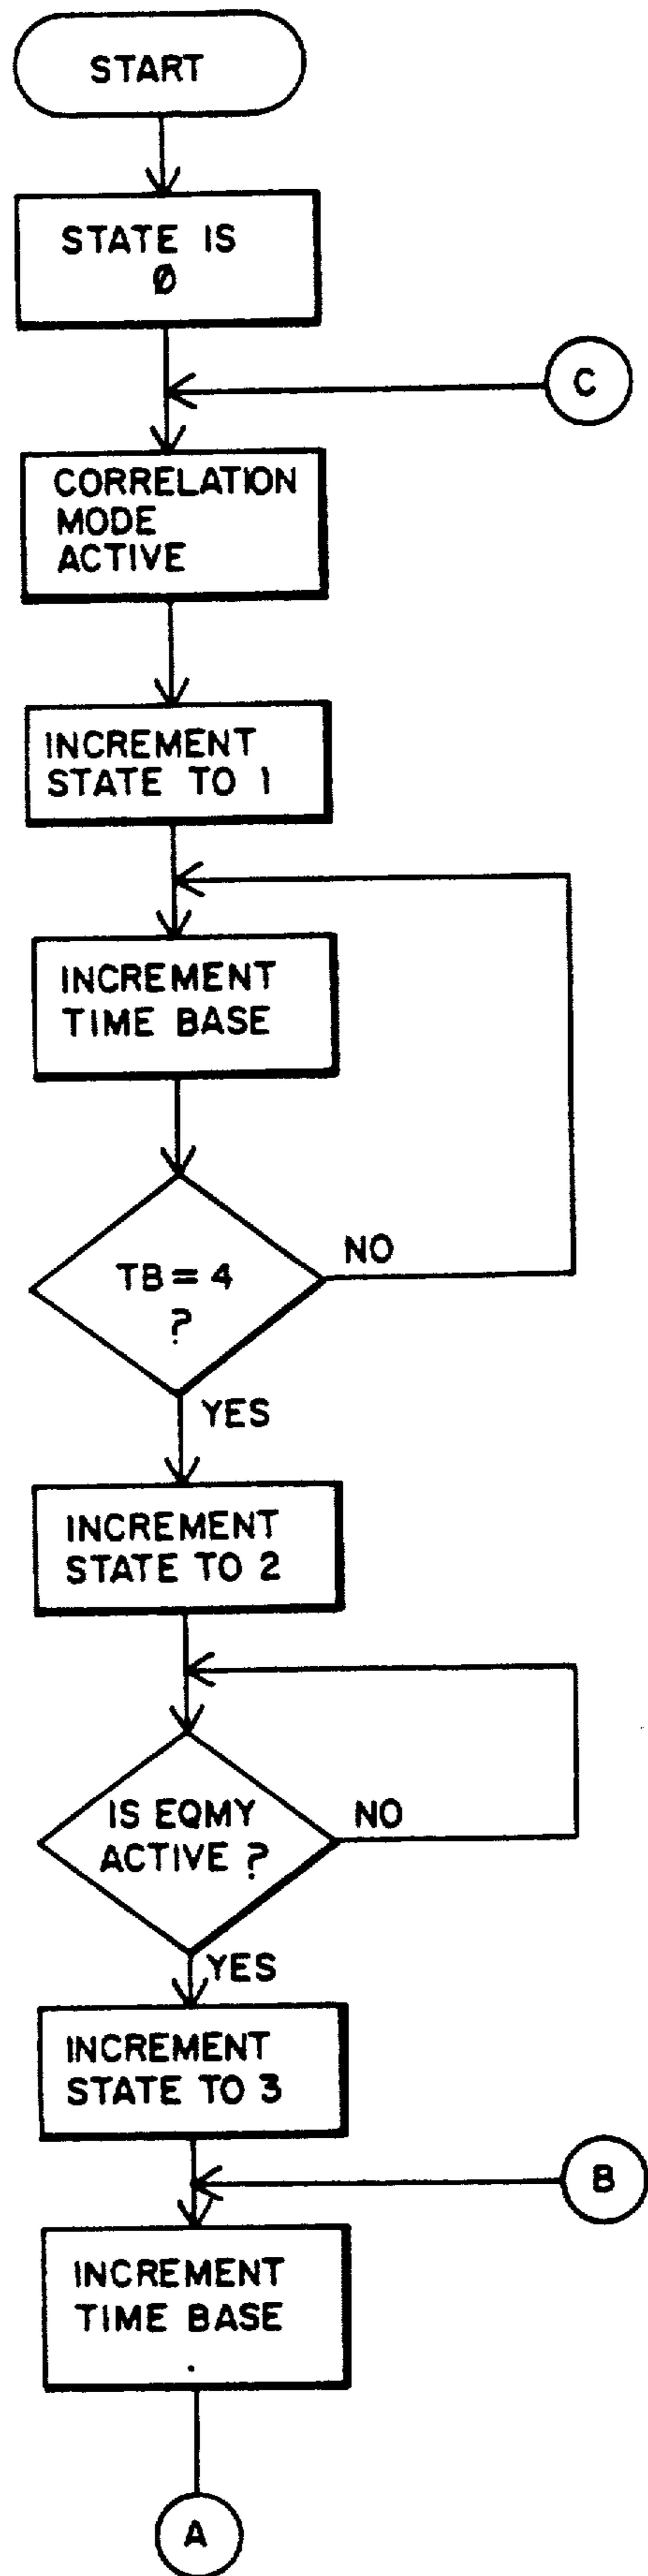 START
STATE IS
Ø
C
CORRELATION
MODE
ACTIVE
INCREMENT
STATE TO 1
INCREMENT
TIME BASE
TB = 4
?
NO
YES
INCREMENT
STATE TO 2
IS EQMY
ACTIVE ?
NO
YES
INCREMENT
STATE TO 3
B
INCREMENT
TIME BASE
.
A